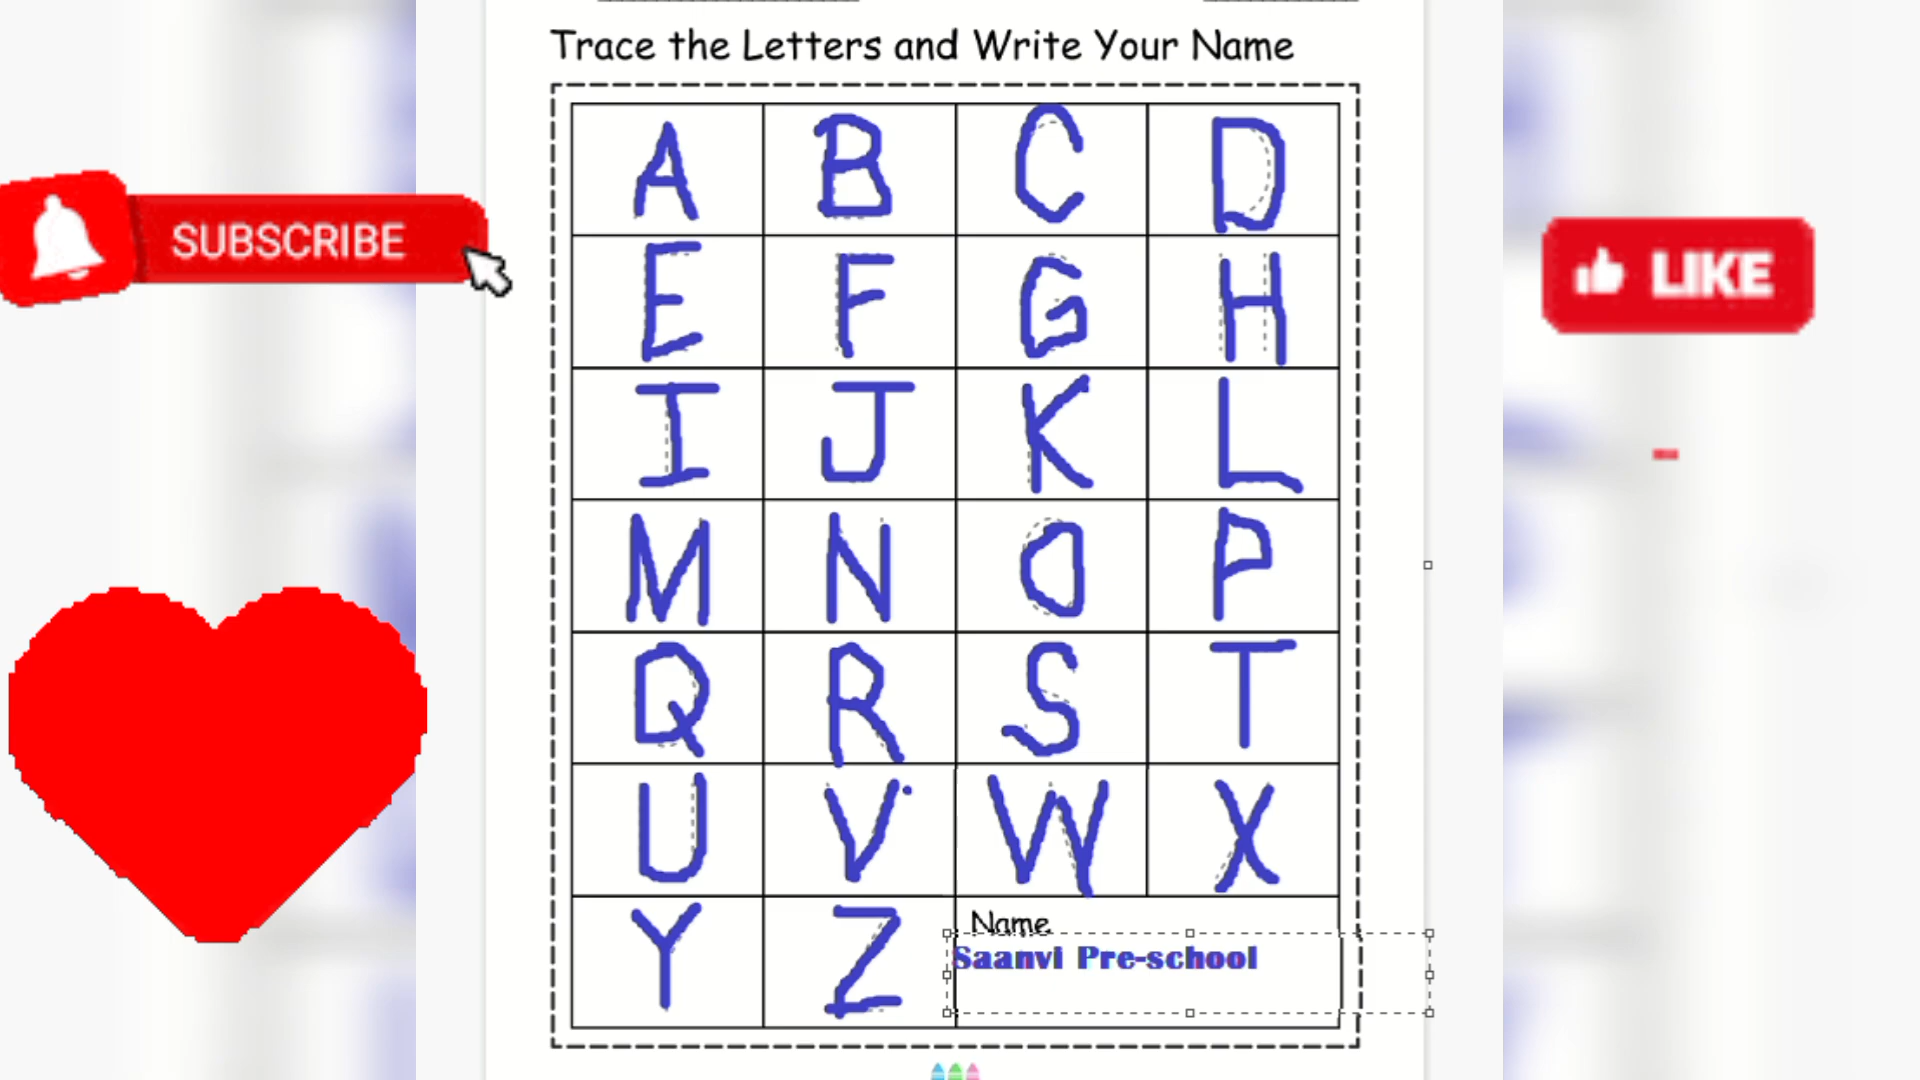 Trace the Letters and Write Your Name
A B C D
SUBSCRIBE
LIKE
E F G H
I J K L
M N O P
Q R S T
U V W X
Y Z Name
Saanvi Pre-school